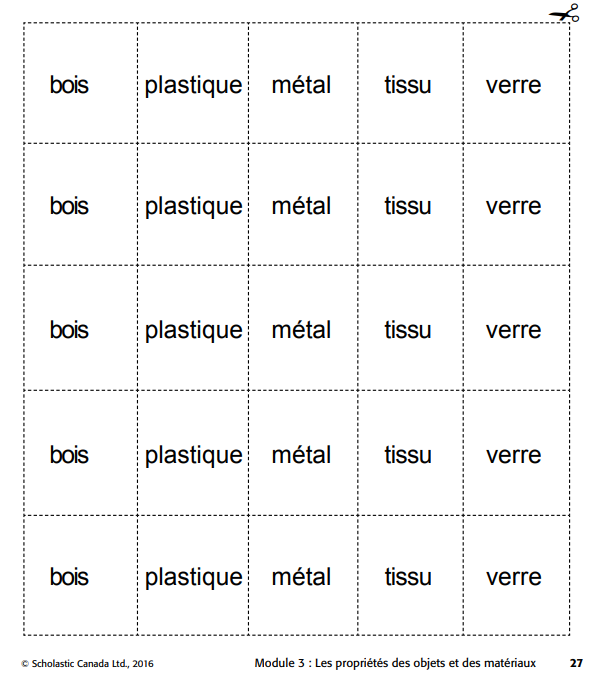 bois plastique métal tissu verre
bois plastique métal tissu verre
bois plastique métal tissu verre
bois plastique métal tissu verre
bois plastique métal tissu verre
© Scholastic Canada Ltd., 2016 Module 3 : Les propriétés des objets et des matériaux 27